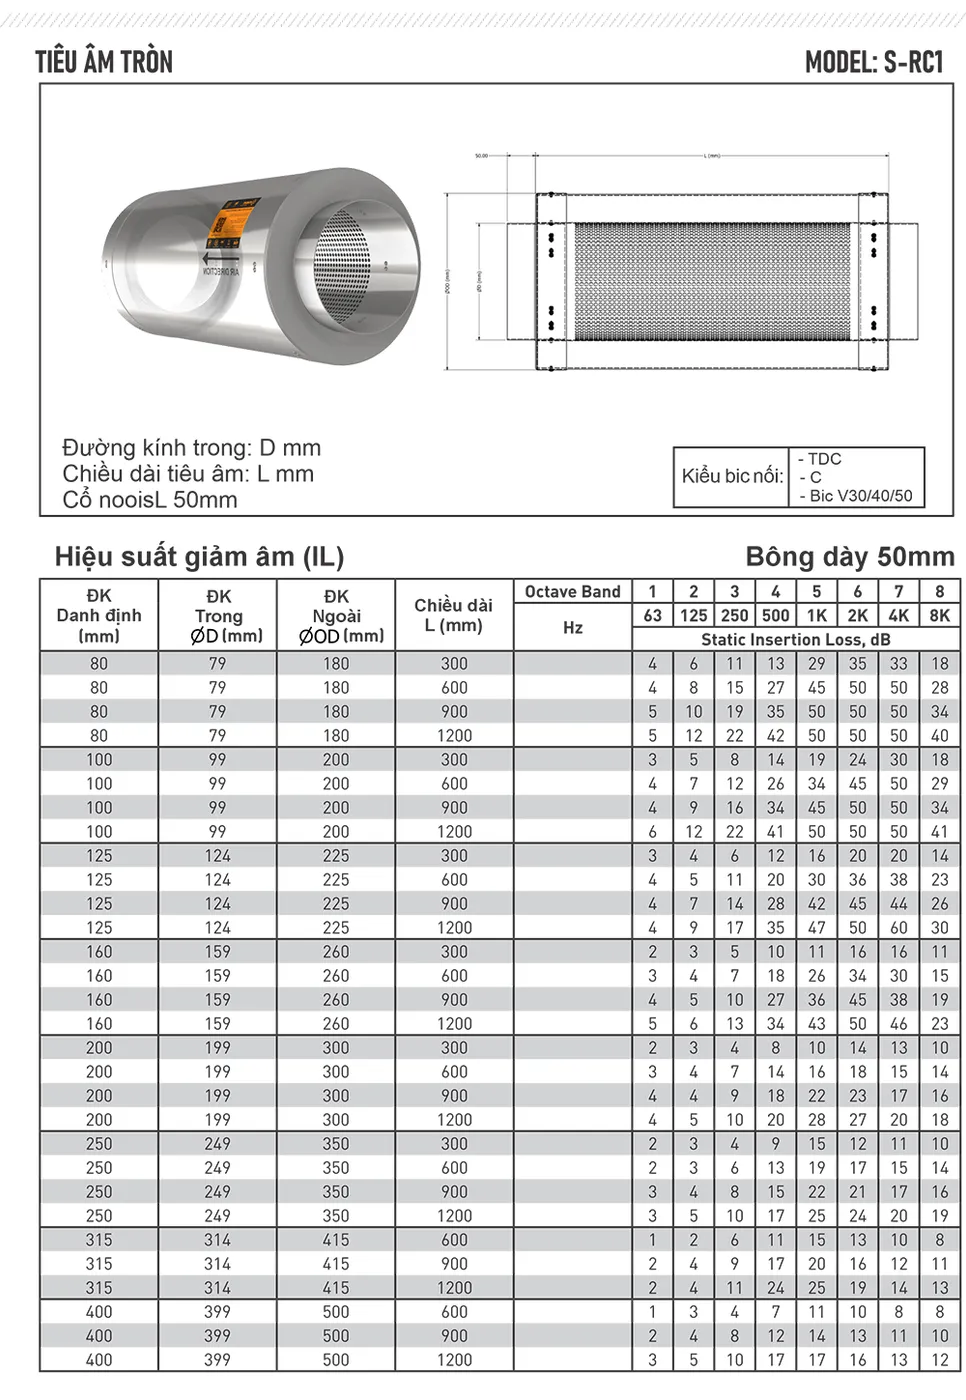 TIÊU ÂM TRÒN
MODEL: S-RC1
AIR DIRECTION
50.00
L (mm)
ØOD (mm)
ØD (mm)
Đường kính trong: D mm
Chiều dài tiêu âm: L mm
Cổ nooisL 50mm
Kiểu bic nối:
- TDC
- C
- Bic V30/40/50
Hiệu suất giảm âm (IL)
Bông dày 50mm
ĐK Danh định (mm) ĐK Trong ØD (mm) ĐK Ngoài ØOD (mm) Chiều dài L (mm) Octave Band 1 2 3 4 5 6 7 8
Hz 63 125 250 500 1K 2K 4K 8K
Static Insertion Loss, dB
80 79 180 300 4 6 11 13 29 35 33 18
80 79 180 600 4 8 15 27 45 50 50 28
80 79 180 900 5 10 19 35 50 50 50 34
80 79 180 1200 5 12 22 42 50 50 50 40
100 99 200 300 3 5 8 14 19 24 30 18
100 99 200 600 4 7 12 26 34 45 50 29
100 99 200 900 4 9 16 34 45 50 50 34
100 99 200 1200 6 12 22 41 50 50 50 41
125 124 225 300 3 4 6 12 16 20 20 14
125 124 225 600 4 5 11 20 30 36 38 23
125 124 225 900 4 7 14 28 42 45 44 26
125 124 225 1200 4 9 17 35 47 50 60 30
160 159 260 300 2 3 5 10 11 16 16 11
160 159 260 600 3 4 7 18 26 34 30 15
160 159 260 900 4 5 10 27 36 45 38 19
160 159 260 1200 5 6 13 34 43 50 46 23
200 199 300 300 2 3 4 8 10 14 13 10
200 199 300 600 3 4 7 14 16 18 15 14
200 199 300 900 4 4 9 18 22 23 17 16
200 199 300 1200 4 5 10 20 28 27 20 18
250 249 350 300 2 3 4 9 15 12 11 10
250 249 350 600 2 3 6 13 19 17 15 14
250 249 350 900 3 4 8 15 22 21 17 16
250 249 350 1200 3 5 10 17 25 24 20 19
315 314 415 600 1 2 6 11 15 13 10 8
315 314 415 900 2 4 9 17 20 16 12 11
315 314 415 1200 2 4 11 24 25 19 14 13
400 399 500 600 1 3 4 7 11 10 8 8
400 399 500 900 2 4 8 12 14 13 11 10
400 399 500 1200 3 5 10 17 17 16 13 12